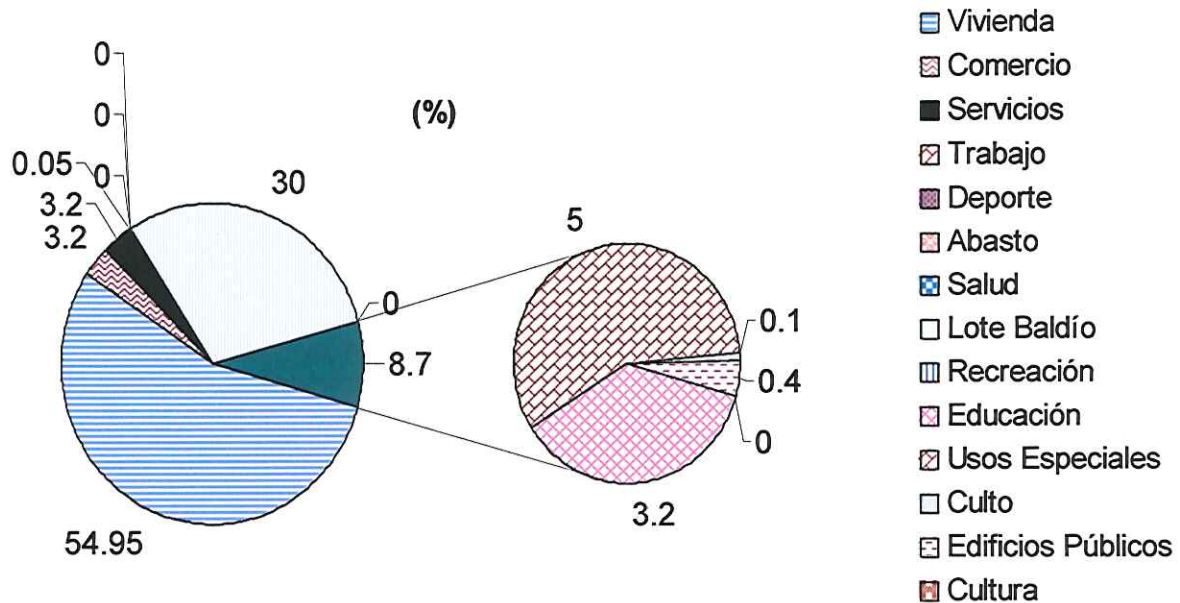 (%)
0
0
0
0.05
3.2
3.2
30
0
8.7
54.95
5
0.1
0.4
0
3.2
Vivienda
Comercio
Servicios
Trabajo
Deporte
Abasto
Salud
Lote Baldío
Recreación
Educación
Usos Especiales
Culto
Edificios Públicos
Cultura